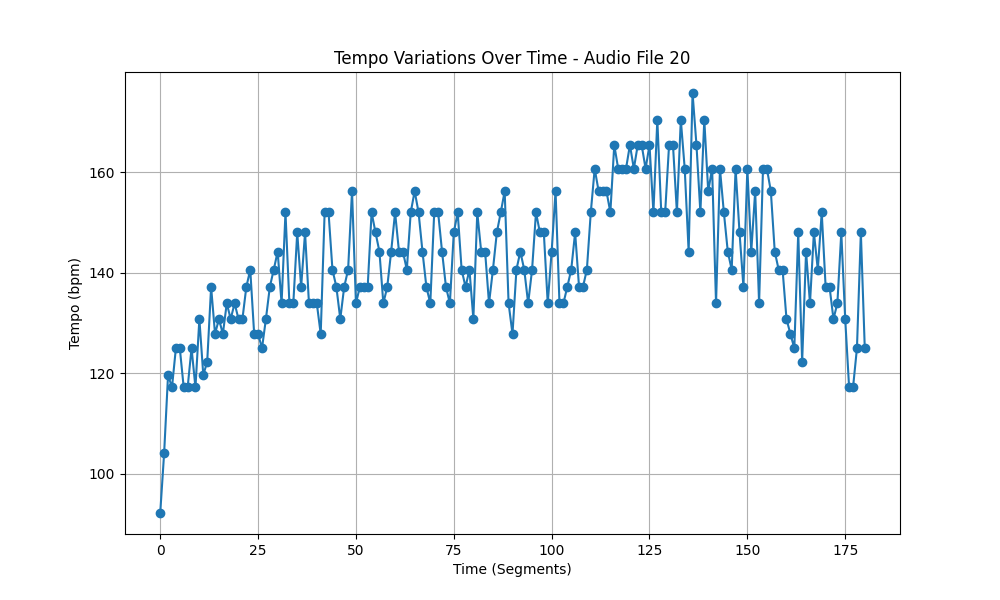 Tempo Variations Over Time - Audio File 20
Tempo (bpm)
160
140
120
100
0 25 50 75 100 125 150 175
Time (Segments)